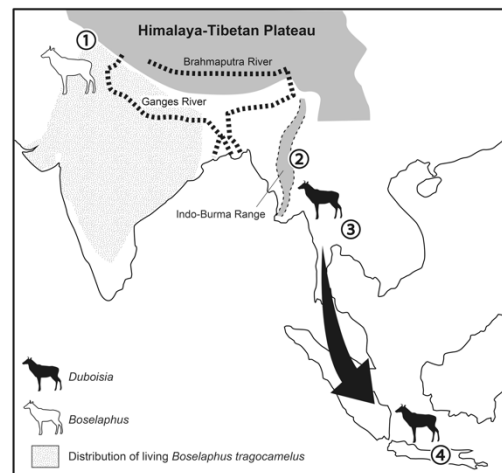 ①
Himalaya-Tibetan Plateau
Brahmaputra River
Ganges River
②
Indo-Burma Range
③
Duboisia
④
Boselaphus
Distribution of living Boselaphus tragocamelus